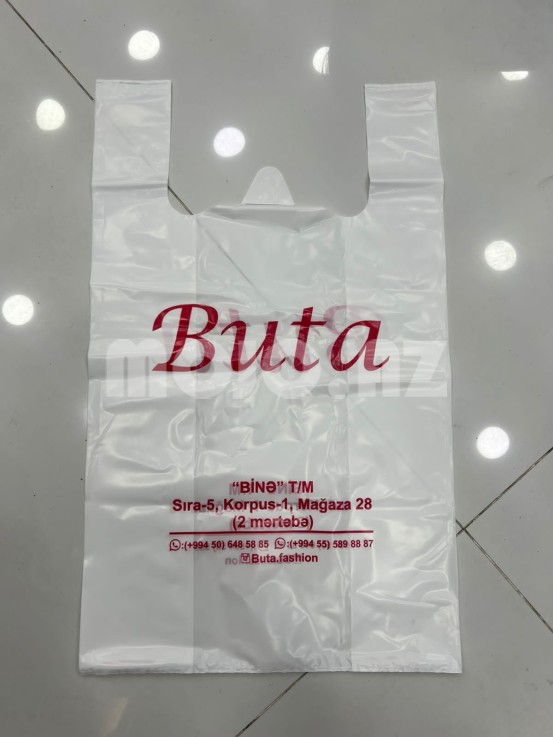 Buta
“BİNƏ” T/M
Sıra-5, Korpus-1, Mağaza 28
(2 mərtəbə)
:(+994 50) 648 58 85 :(+994 55) 589 88 87
Buta.fashion